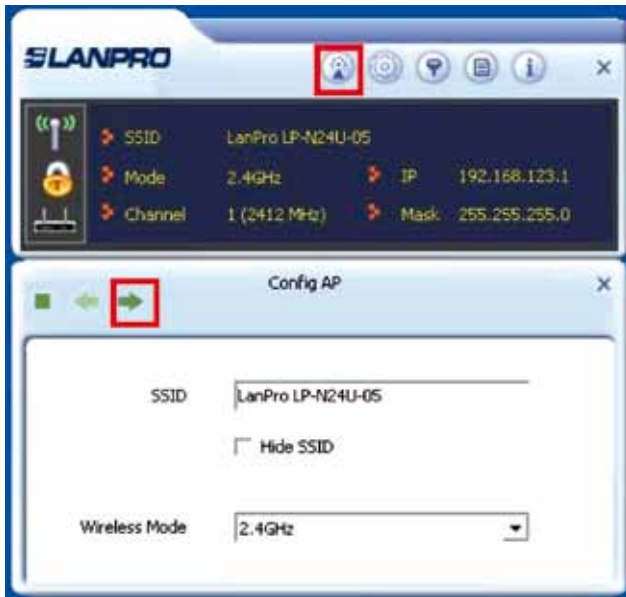 SLANPRO
SSID LanPro LP-N24U-05
Mode 2.4GHz IP 192.168.123.1
Channel 1 (2412 MHz) Mask 255.255.255.0
Config AP
SSID LanPro LP-N24U-05
Hide SSID
Wireless Mode 2.4GHz